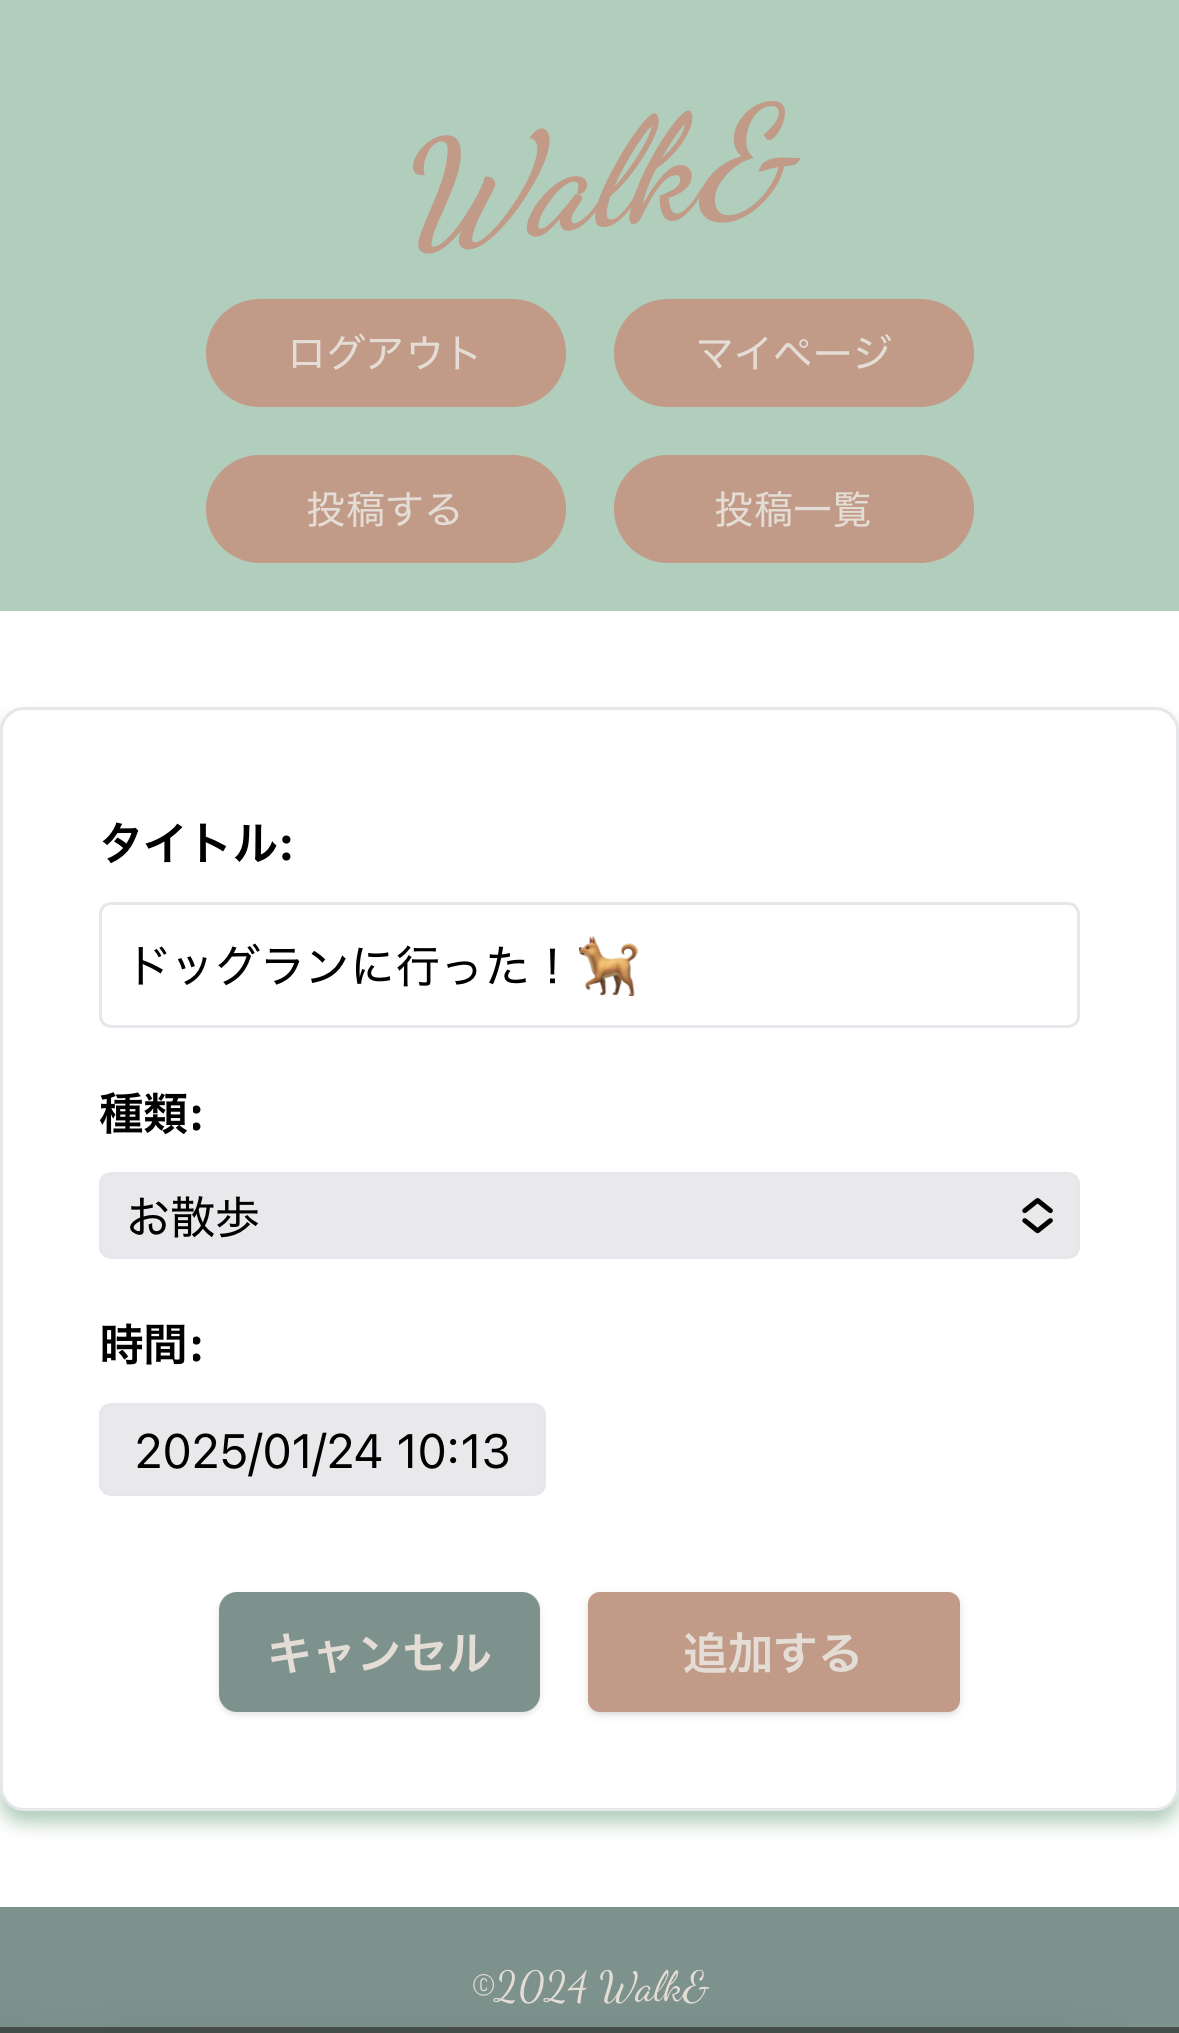 Walk&
ログアウト マイページ
投稿する 投稿一覧
タイトル:
ドッグランに行った！🐕
種類:
お散歩
時間:
2025/01/24 10:13
キャンセル 追加する
©2024 Walk&